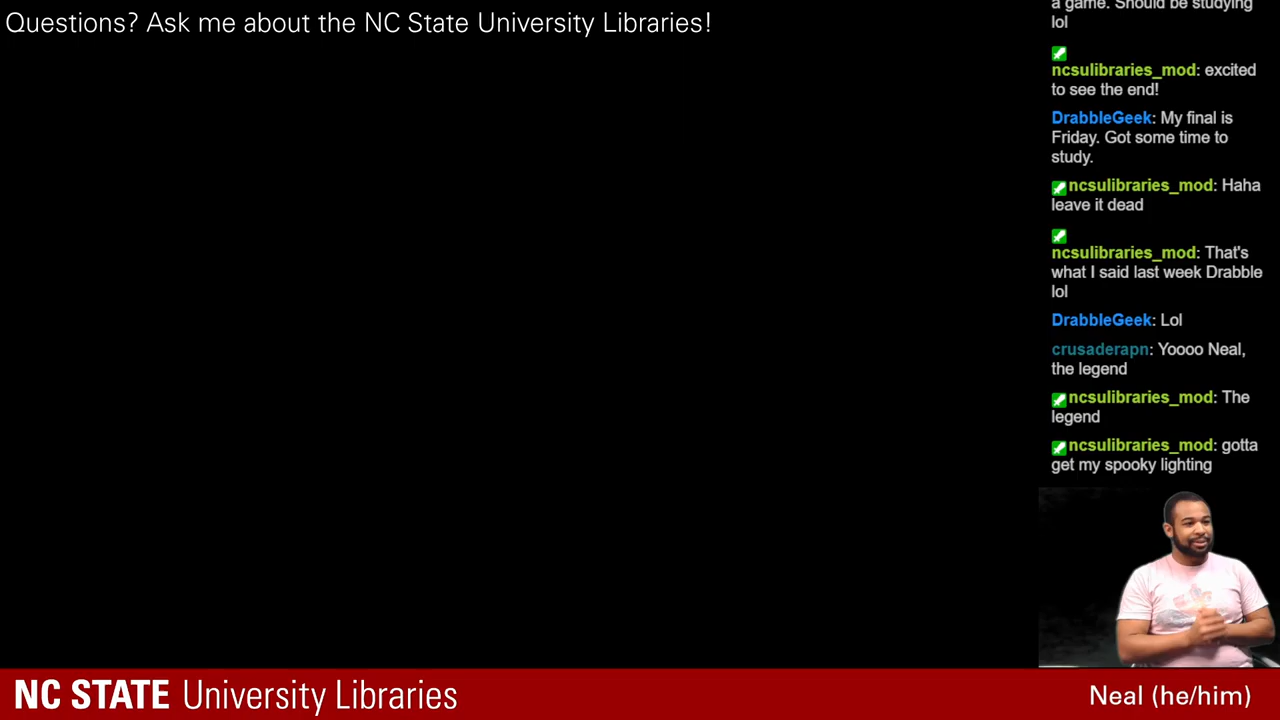 Questions? Ask me about the NC State University Libraries!
a game. Should be studying
lol
ncsulibraries_mod: excited
to see the end!
DrabbleGeek: My final is
Friday. Got some time to
study.
ncsulibraries_mod: Haha
leave it dead
ncsulibraries_mod: That's
what I said last week Drabble
lol
DrabbleGeek: Lol
crusaderapn: Yoooo Neal,
the legend
ncsulibraries_mod: The
legend
ncsulibraries_mod: gotta
get my spooky lighting
NC STATE University Libraries
Neal (he/him)